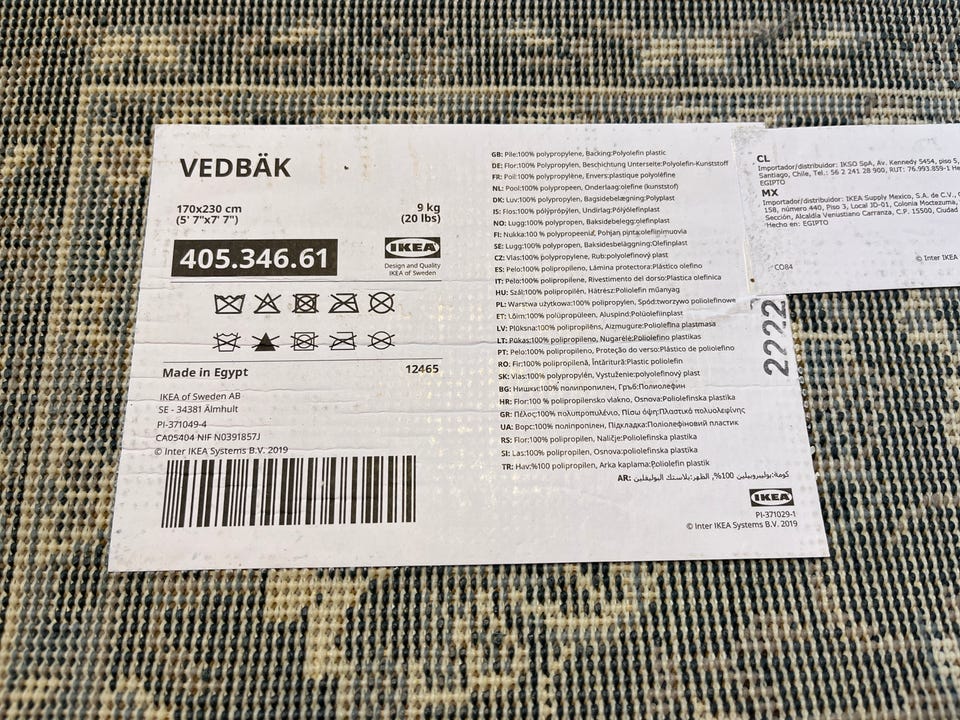 VEDBÄK
170x230 cm
(5' 7"x7' 7")
9 kg
(20 lbs)
405.346.61
IKEA
Design and Quality
IKEA of Sweden
Made in Egypt
12465
IKEA of Sweden AB
SE - 34381 Älmhult
PI-371049-4
CA05404 NIF N0391857J
© Inter IKEA Systems B.V. 2019
GB: Pile:100% polypropylene, Backing:Polyolefin plastic
DE: Flor:100% Polypropylen, Beschichtung Unterseite:Polyolefin-Kunststoff
FR: Poil:100% polypropylène, Envers:plastique polyoléfine
NL: Pool:100% polypropeen, Onderlaag:olefine (kunststof)
DK: Luv:100% polypropylen, Bagsidebelægning:Polyplast
IS: Flos:100% pólýprópýlen, Undirlag:Pólýólefínplast
NO: Lugg:100% polypropen, Baksidebelegg:olefinplast
FI: Nukka:100 % polypropeenia, Pohjan pinta:olefiinimuovia
SE: Lugg:100% polypropen, Baksidesbeläggning:Olefinplast
CZ: Vlas:100% polypropylene, Rub:polyolefinový plast
ES: Pelo:100% polipropileno, Lámina protectora:Plástico olefino
IT: Pelo:100% polipropilene, Rivestimento del dorso:Plastica olefinica
HU: Szál:100% polipropilén, Hátrész:Poliolefin műanyag
PL: Warstwa użytkowa:100% polipropylen, Spód:tworzywo poliolefinowe
ET: Lõim:100% polüpropüleen, Aluspind:Polüolefiinplast
LV: Plūksna:100% polipropilēns, Aizmugure:Poliolefīna plastmasa
LT: Pūkas:100% polipropilenas, Nugarėlė:Poliolefino plastikas
PT: Pelo:100% polipropileno, Proteção do verso:Plástico de poliolefino
RO: Fir:100% polipropilenă, Întăritură:Plastic poliolefin
SK: Vlas:100% polypropylén, Vystuženie:polyolefínový plast
BG: Нишки:100% полипропилен, Гръб:Полиолефин
HR: Flor:100 % polipropilensko vlakno, Osnova:Poliolefinska plastika
GR: Πέλος:100% πολυπροπυλένιο, Πίσω όψη:Πλαστικό πολυολεφίνης
UA: Ворс:100% поліпропілен, Підкладка:Поліолефіновий пластик
RS: Flor:100% polipropilen, Naličje:Poliolefinska plastika
SI: Las:100% polipropilen, Osnova:poliolefinska plastika
TR: Hav:%100 polipropilen, Arka kaplama:Poliolefin plastik
AR: كومة:بوليبروبيلين 100%, الظهر:بلاستك البوليفلين
IKEA
PI-371029-1
© Inter IKEA Systems B.V. 2019
2222
CL
Importador/distribuidor: IKSO SpA, Av. Kennedy 5454, piso 5,
Santiago, Chile, Tel.: 56 2 241 28 900, RUT: 76.993.859-1
EGIPTO
MX
Importador/distribuidor: IKEA Supply Mexico, S.A. de C.V.,
158, número 440, Piso 3, Local JD-01, Colonia Moctezuma,
Sección, Alcaldía Venustiano Carranza, C.P. 15500, Ciudad
Hecho en: EGIPTO
CO84
© Inter IKEA